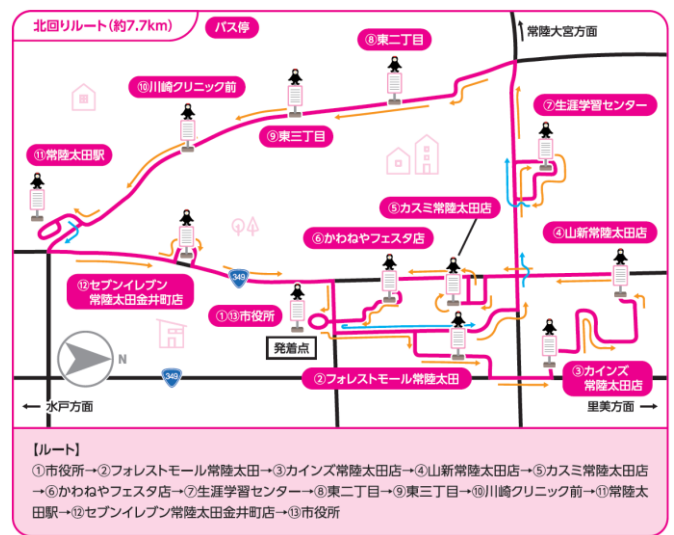 北回りルート（約7.7km）
バス停
常陸大宮方面
⑧東二丁目
⑩川崎クリニック前
⑦生涯学習センター
⑨東三丁目
⑪常陸太田駅
⑤カスミ常陸太田店
⑥かわねやフェスタ店
④山新常陸太田店
⑫セブンイレブン
常陸太田金井町店
349
①⑬市役所
発着点
N
349
②フォレストモール常陸太田
③カインズ
常陸太田店
水戸方面
里美方面
【ルート】
①市役所→②フォレストモール常陸太田→③カインズ常陸太田店→④山新常陸太田店→⑤カスミ常陸太田店
→⑥かわねやフェスタ店→⑦生涯学習センター→⑧東二丁目→⑨東三丁目→⑩川崎クリニック前→⑪常陸太
田駅→⑫セブンイレブン常陸太田金井町店→⑬市役所